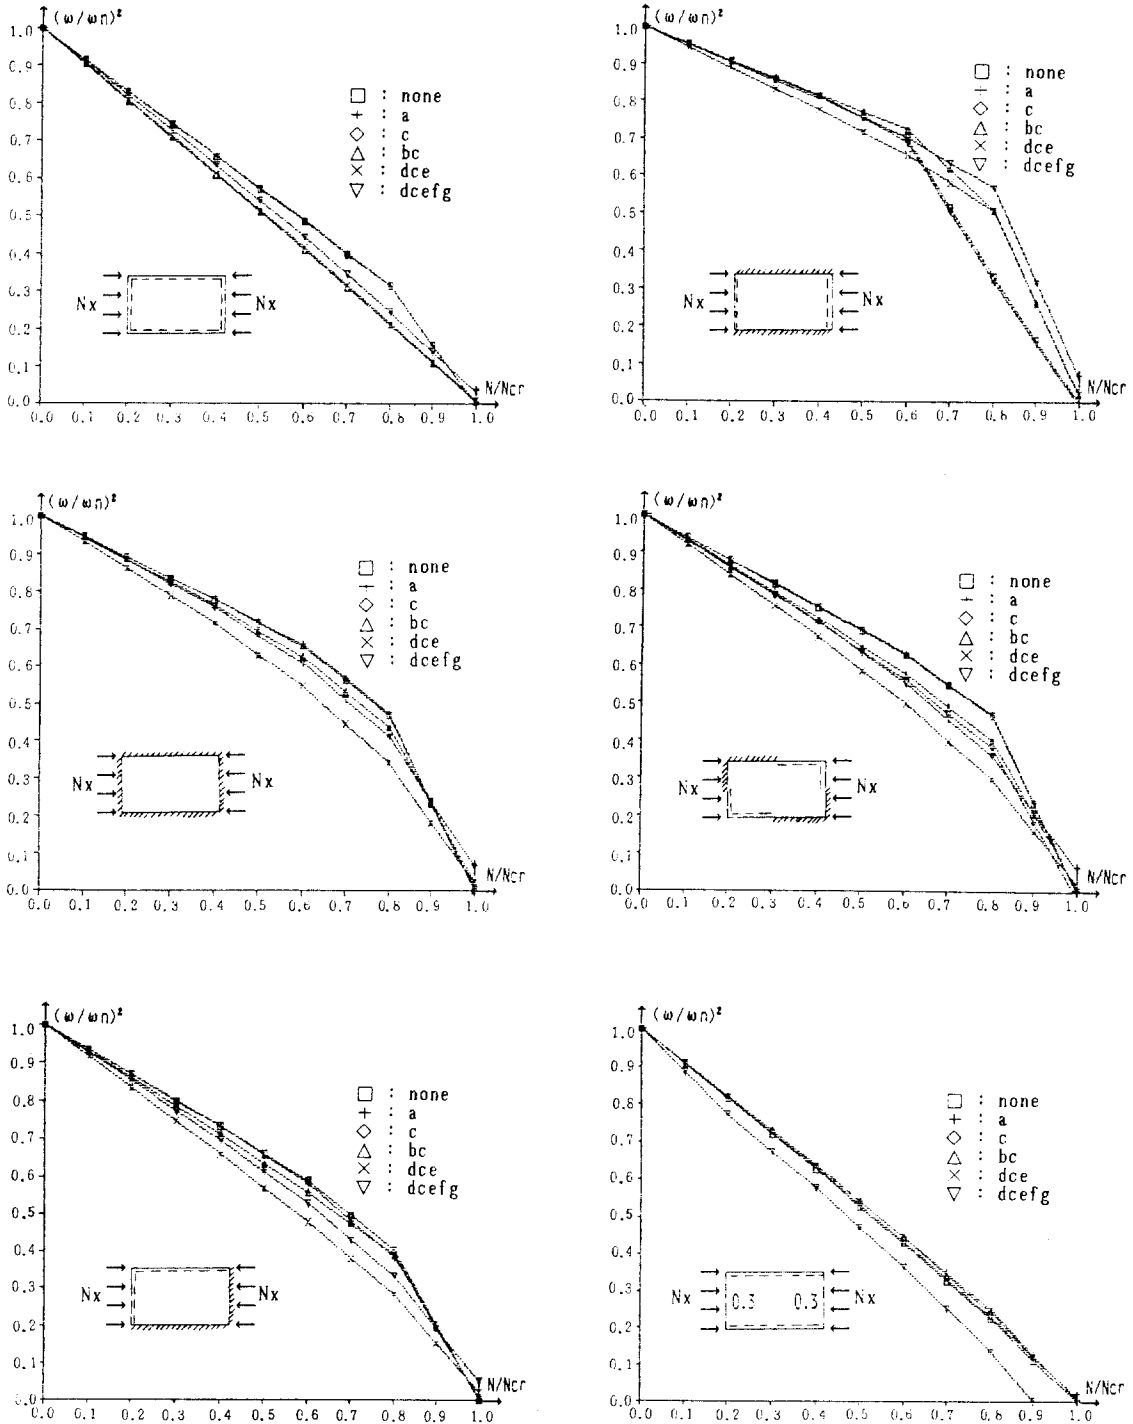 (ω/ωn)²
1.0
0.9
0.8
0.7
0.6
0.5
0.4
0.3
0.2
0.1
0.0
□ : none
+ : a
◇ : c
△ : bc
× : dce
▽ : dcefg
Nx Nx
N/Ncr
0.0 0.1 0.2 0.3 0.4 0.5 0.6 0.7 0.8 0.9 1.0
(ω/ωn)²
1.0
0.9
0.8
0.7
0.6
0.5
0.4
0.3
0.2
0.1
0.0
□ : none
+ : a
◇ : c
△ : bc
× : dce
▽ : dcefg
Nx Nx
N/Ncr
0.0 0.1 0.2 0.3 0.4 0.5 0.6 0.7 0.8 0.9 1.0
(ω/ωn)²
1.0
0.9
0.8
0.7
0.6
0.5
0.4
0.3
0.2
0.1
0.0
□ : none
+ : a
◇ : c
△ : bc
× : dce
▽ : dcefg
Nx Nx
N/Ncr
0.0 0.1 0.2 0.3 0.4 0.5 0.6 0.7 0.8 0.9 1.0
(ω/ωn)²
1.0
0.9
0.8
0.7
0.6
0.5
0.4
0.3
0.2
0.1
0.0
□ : none
+ : a
◇ : c
△ : bc
× : dce
▽ : dcefg
Nx Nx
N/Ncr
0.0 0.1 0.2 0.3 0.4 0.5 0.6 0.7 0.8 0.9 1.0
(ω/ωn)²
1.0
0.9
0.8
0.7
0.6
0.5
0.4
0.3
0.2
0.1
0.0
□ : none
+ : a
◇ : c
△ : bc
× : dce
▽ : dcefg
Nx Nx
N/Ncr
0.0 0.1 0.2 0.3 0.4 0.5 0.6 0.7 0.8 0.9 1.0
(ω/ωn)²
1.0
0.9
0.8
0.7
0.6
0.5
0.4
0.3
0.2
0.1
0.0
□ : none
+ : a
◇ : c
△ : bc
× : dce
▽ : dcefg
Nx 0.3 0.3 Nx
N/Ncr
0.0 0.1 0.2 0.3 0.4 0.5 0.6 0.7 0.8 0.9 1.0